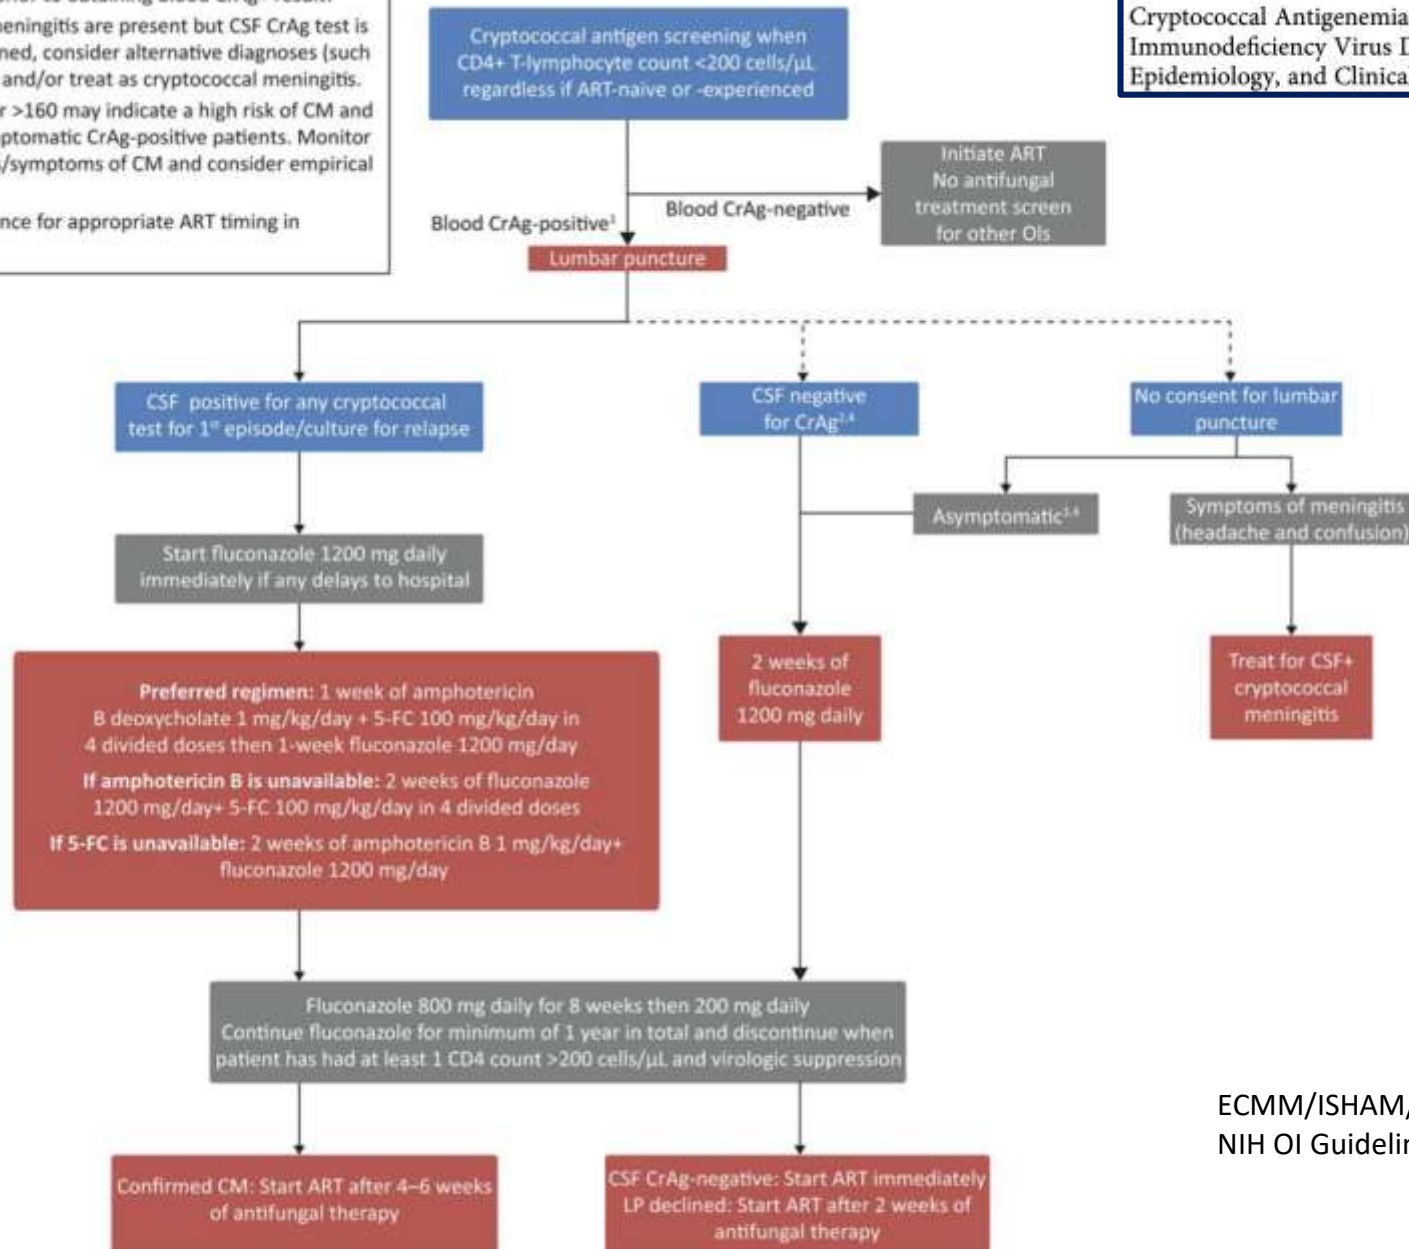 prior to obtaining blood CrAg+ result.
meningitis are present but CSF CrAg test is
ned, consider alternative diagnoses (such
and/or treat as cryptococcal meningitis.
r >160 may indicate a high risk of CM and
ptomatic CrAg-positive patients. Monitor
s/symptoms of CM and consider empirical
nce for appropriate ART timing in
Cryptococcal Antigenemia
Immunodeficiency Virus D
Epidemiology, and Clinical
Cryptococcal antigen screening when
CD4+ T-lymphocyte count <200 cells/μL
regardless if ART-naive or -experienced
Initiate ART
No antifungal
treatment screen
for other OIs
Blood CrAg-negative
Blood CrAg-positive¹
Lumbar puncture
CSF positive for any cryptococcal
test for 1st episode/culture for relapse
CSF negative
for CrAg²,⁴
No consent for lumbar
puncture
Asymptomatic³,⁴
Symptoms of meningitis
(headache and confusion)
Start fluconazole 1200 mg daily
immediately if any delays to hospital
Preferred regimen: 1 week of amphotericin
B deoxycholate 1 mg/kg/day + 5-FC 100 mg/kg/day in
4 divided doses then 1-week fluconazole 1200 mg/day
If amphotericin B is unavailable: 2 weeks of fluconazole
1200 mg/day+ 5-FC 100 mg/kg/day in 4 divided doses
If 5-FC is unavailable: 2 weeks of amphotericin B 1 mg/kg/day+
fluconazole 1200 mg/day
2 weeks of
fluconazole
1200 mg daily
Treat for CSF+
cryptococcal
meningitis
Fluconazole 800 mg daily for 8 weeks then 200 mg daily
Continue fluconazole for minimum of 1 year in total and discontinue when
patient has had at least 1 CD4 count >200 cells/μL and virologic suppression
Confirmed CM: Start ART after 4–6 weeks
of antifungal therapy
CSF CrAg-negative: Start ART immediately
LP declined: Start ART after 2 weeks of
antifungal therapy
ECMM/ISHAM/
NIH OI Guidelin